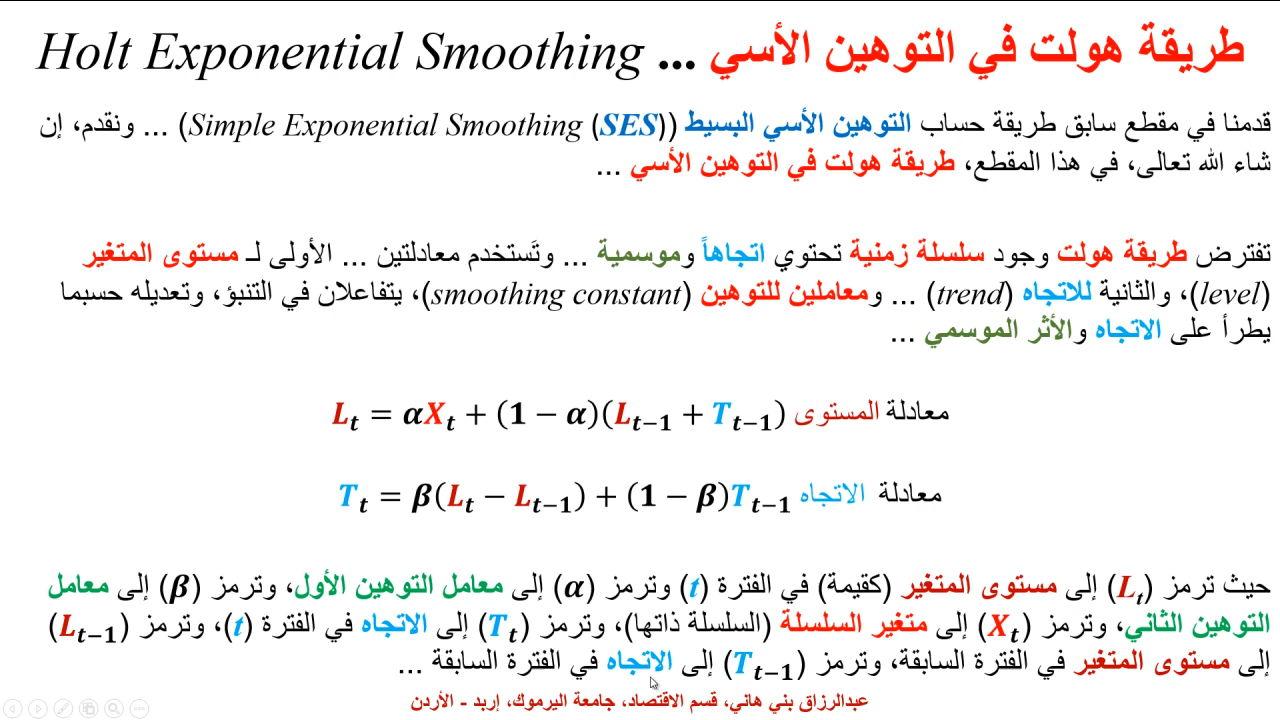 طريقة هولت في التوهين الأسي ... Holt Exponential Smoothing
قدمنا في مقطع سابق طريقة حساب التوهين الأسي البسيط (Simple Exponential Smoothing (SES)) ... ونقدم، إن
شاء الله تعالى، في هذا المقطع، طريقة هولت في التوهين الأسي ...
تفترض طريقة هولت وجود سلسلة زمنية تحتوي اتجاهاً وموسمية ... وتَستخدم معادلتين ... الأولى لـ مستوى المتغير
(level)، والثانية للاتجاه (trend) ... ومعاملين للتوهين (smoothing constant)، يتفاعلان في التنبؤ، وتعديله حسبما
يطرأ على الاتجاه والأثر الموسمي ...
معادلة المستوى L_t = αX_t + (1 − α)(L_{t−1} + T_{t−1})
معادلة الاتجاه T_t = β(L_t − L_{t−1}) + (1 − β)T_{t−1}
حيث ترمز (L_t) إلى مستوى المتغير (كقيمة) في الفترة (t) وترمز (α) إلى معامل التوهين الأول، وترمز (β) إلى معامل
التوهين الثاني، وترمز (X_t) إلى متغير السلسلة (السلسلة ذاتها)، وترمز (T_t) إلى الاتجاه في الفترة (t)، وترمز (L_{t−1})
إلى مستوى المتغير في الفترة السابقة، وترمز (T_{t−1}) إلى الاتجاه في الفترة السابقة ...
عبدالرزاق بني هاني، قسم الاقتصاد، جامعة اليرموك، إربد - الأردن